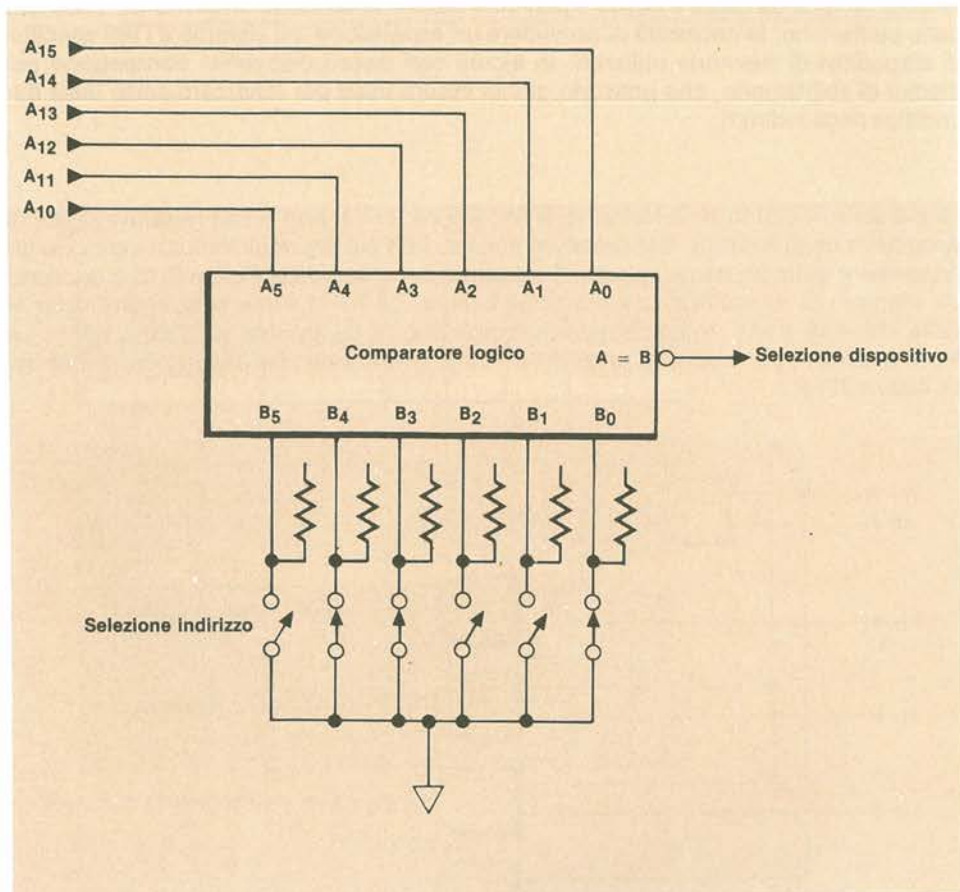 A15
A14
A13
A12
A11
A10
A5 A4 A3 A2 A1 A0
Comparatore logico A = B Selezione dispositivo
B5 B4 B3 B2 B1 B0
Selezione indirizzo